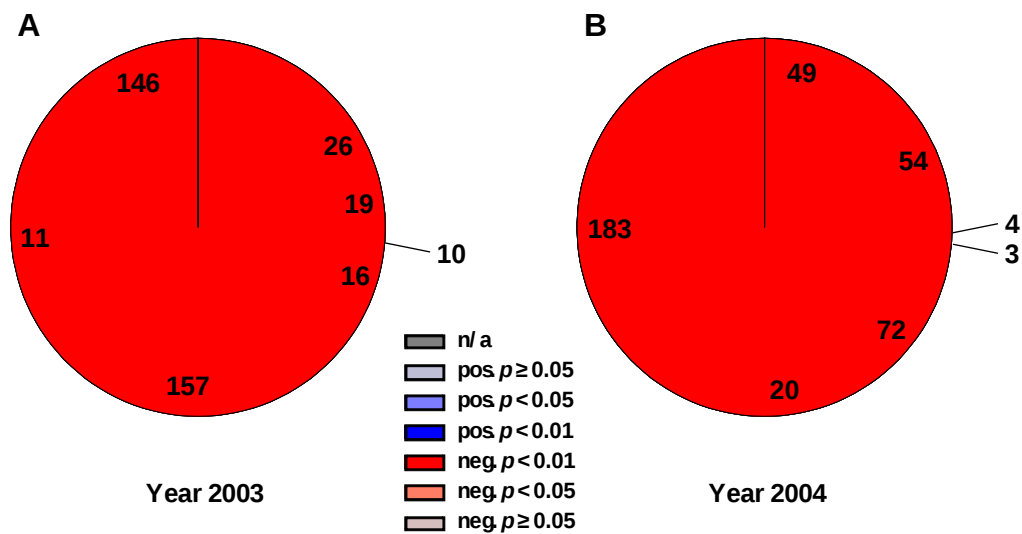 A
B
146
49
26
54
19
183
11
4
10
3
16
72
157
20
n/a
pos. p ≥ 0.05
pos. p < 0.05
pos. p < 0.01
neg. p < 0.01
neg. p < 0.05
neg. p ≥ 0.05
Year 2003
Year 2004